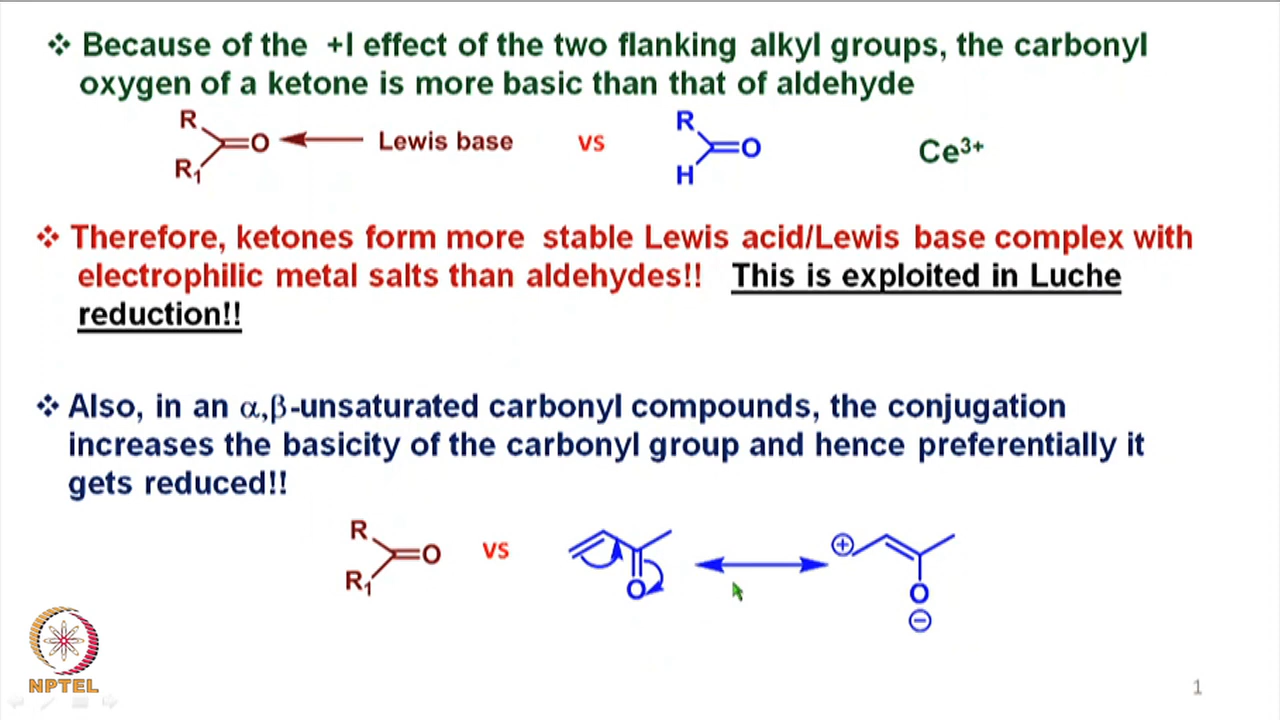 ❖ Because of the +I effect of the two flanking alkyl groups, the carbonyl
oxygen of a ketone is more basic than that of aldehyde
R
R1
O
Lewis base
vs
R
H
O
Ce³⁺
❖ Therefore, ketones form more stable Lewis acid/Lewis base complex with
electrophilic metal salts than aldehydes!! This is exploited in Luche
reduction!!
❖ Also, in an α,β-unsaturated carbonyl compounds, the conjugation
increases the basicity of the carbonyl group and hence preferentially it
gets reduced!!
R
R1
O
vs
O
⊕
O
⊖
NPTEL
1